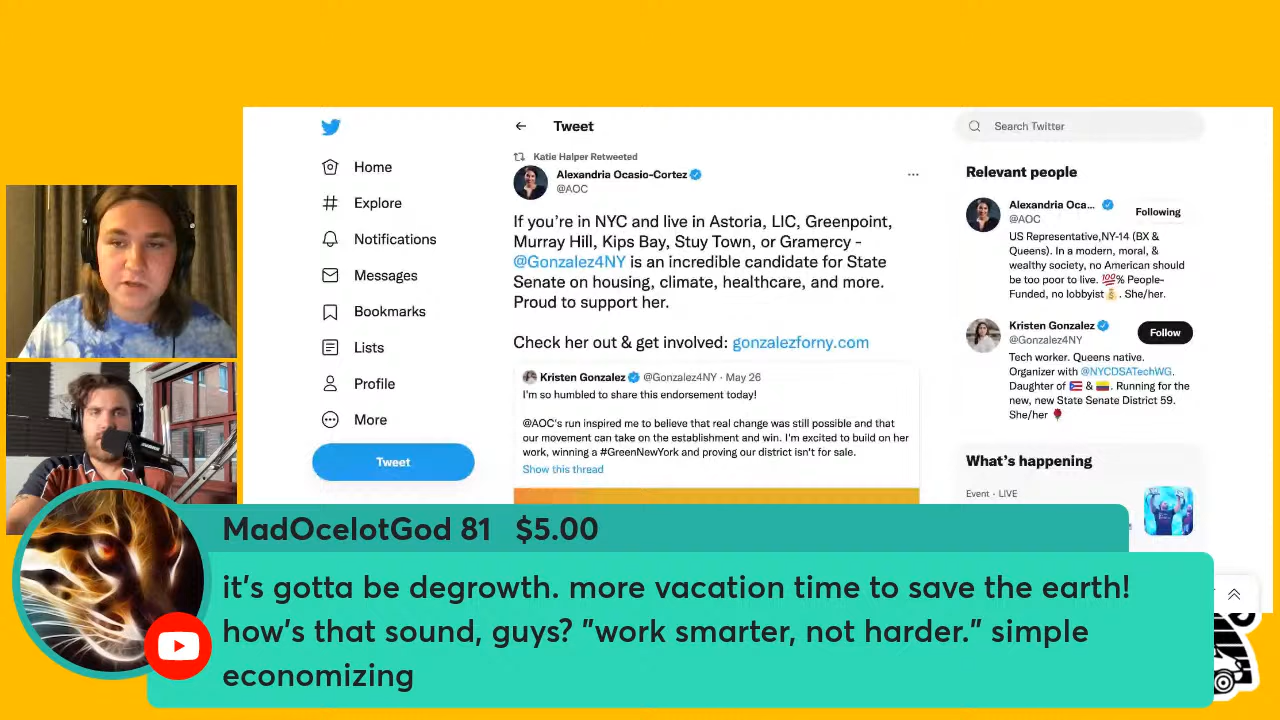 Home
Explore
Notifications
Messages
Bookmarks
Lists
Profile
More
Tweet
Tweet
Katie Halper Retweeted
Alexandria Ocasio-Cortez
@AOC
If you're in NYC and live in Astoria, LIC, Greenpoint,
Murray Hill, Kips Bay, Stuy Town, or Gramercy -
@Gonzalez4NY is an incredible candidate for State
Senate on housing, climate, healthcare, and more.
Proud to support her.
Check her out & get involved: gonzalezforny.com
Kristen Gonzalez @Gonzalez4NY · May 26
I'm so humbled to share this endorsement today!
@AOC's run inspired me to believe that real change was still possible and that
our movement can take on the establishment and win. I'm excited to build on her
work, winning a #GreenNewYork and proving our district isn't for sale.
Show this thread
Search Twitter
Relevant people
Alexandria Oca...
@AOC
Following
US Representative,NY-14 (BX &
Queens). In a modern, moral, &
wealthy society, no American should
be too poor to live. 💯% People-
Funded, no lobbyist💰. She/her.
Kristen Gonzalez
@Gonzalez4NY
Follow
Tech worker. Queens native.
Organizer with @NYCDSATechWG.
Daughter of 🇵🇷 & 🇨🇴. Running for the
new, new State Senate District 59.
She/her 🌹
What's happening
Event · LIVE
MadOcelotGod 81 $5.00
it's gotta be degrowth. more vacation time to save the earth!
how's that sound, guys? "work smarter, not harder." simple
economizing